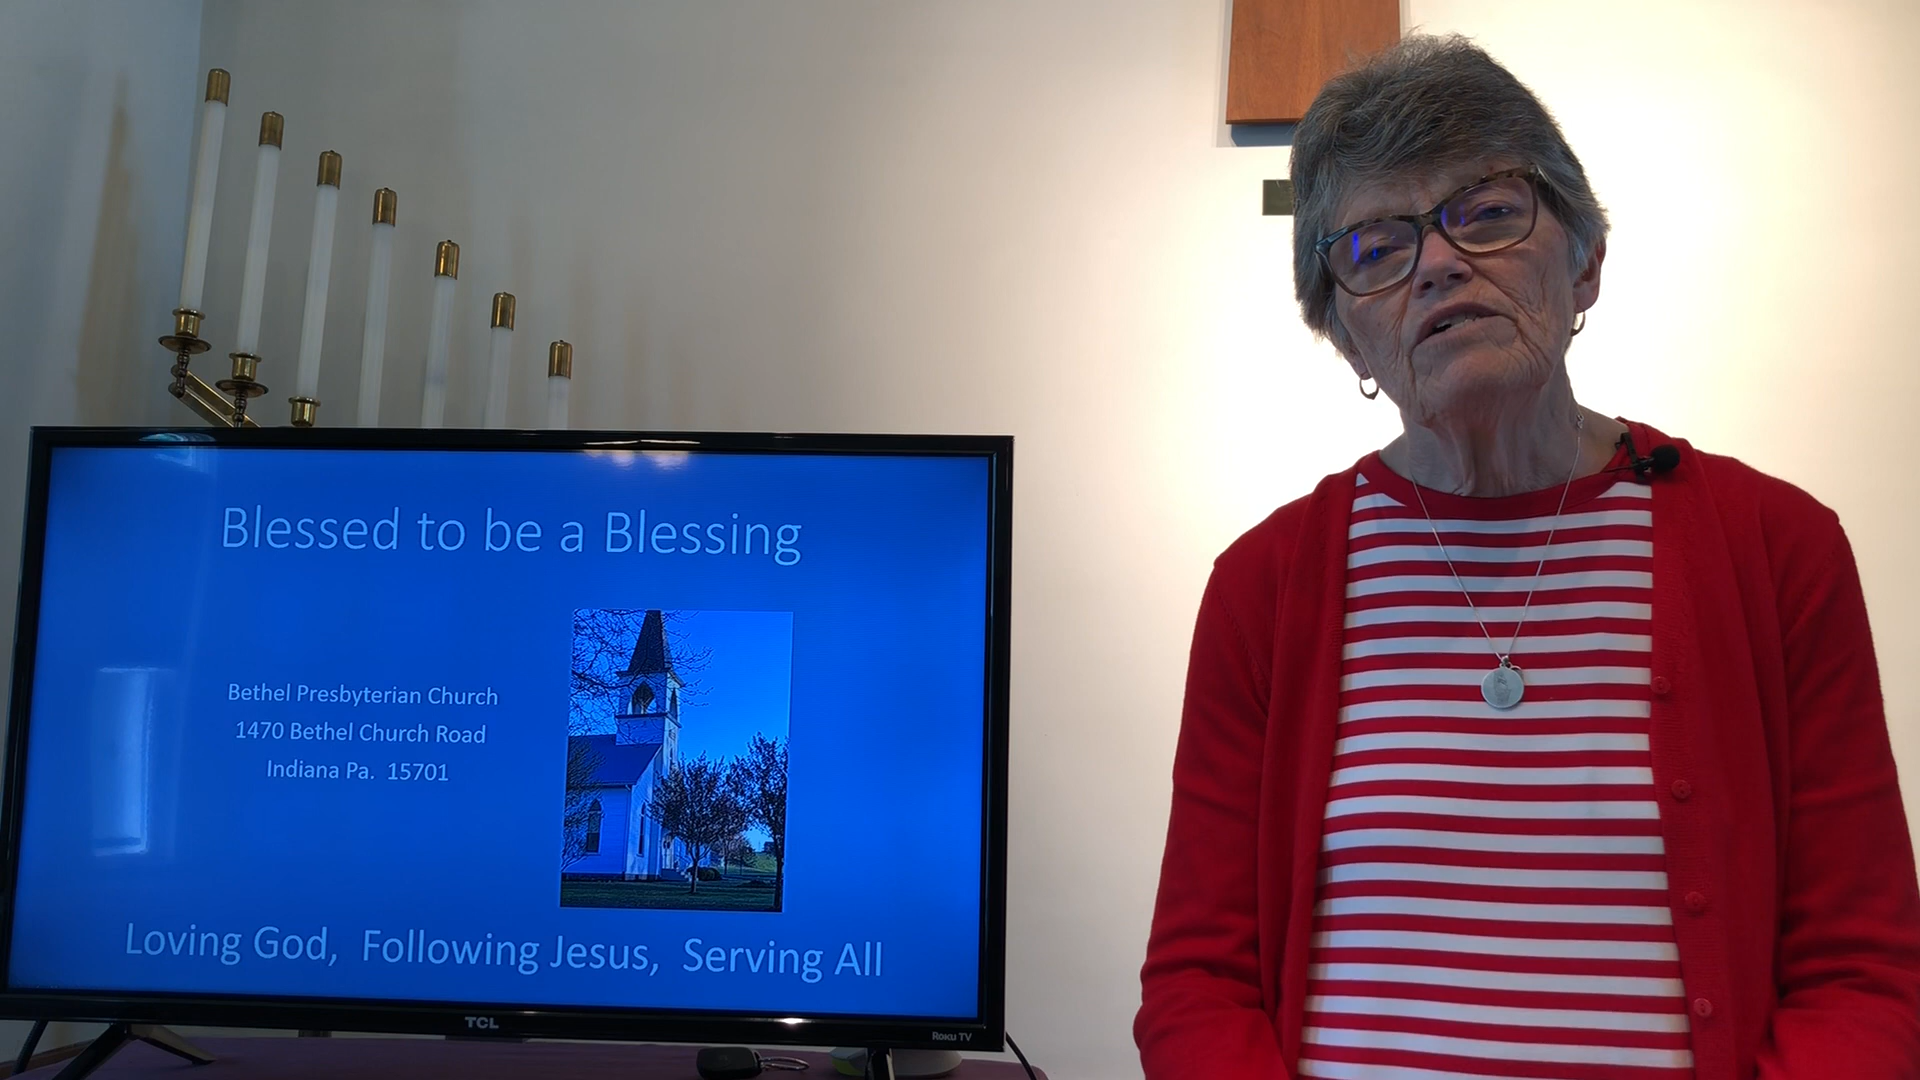 Blessed to be a Blessing
Bethel Presbyterian Church
1470 Bethel Church Road
Indiana Pa. 15701
Loving God, Following Jesus, Serving All
TCL
Roku TV